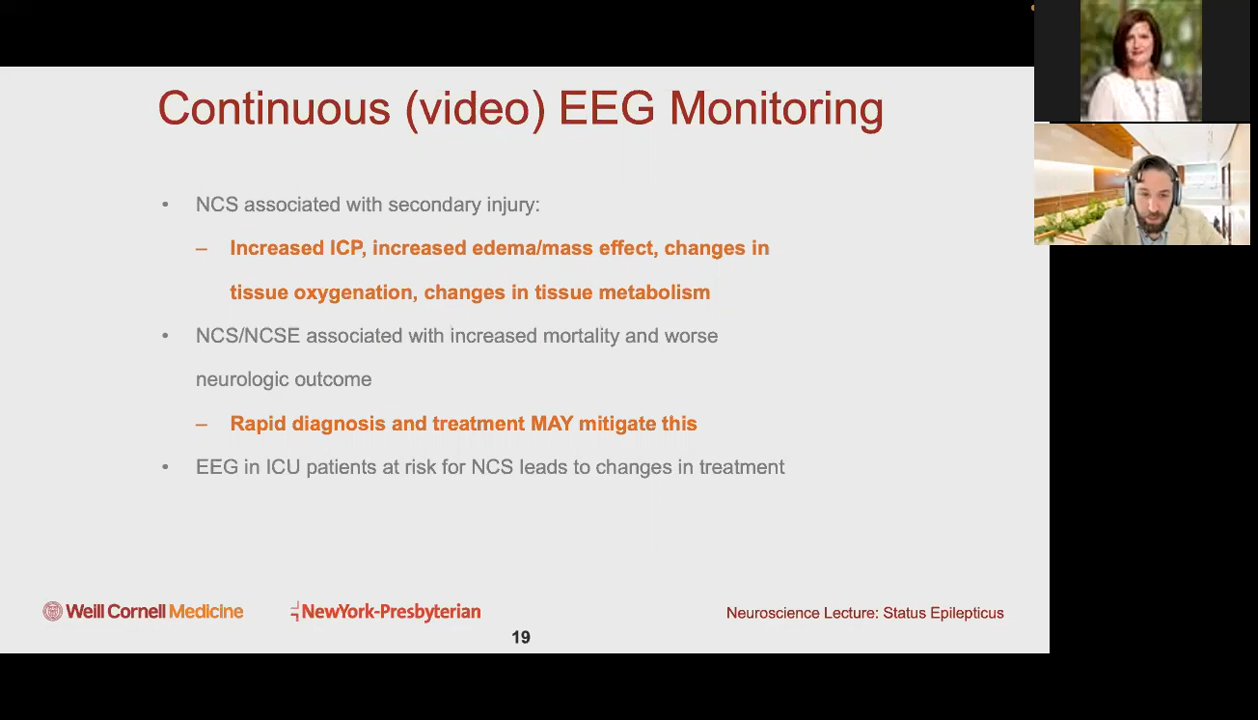 Continuous (video) EEG Monitoring
• NCS associated with secondary injury:
– Increased ICP, increased edema/mass effect, changes in
tissue oxygenation, changes in tissue metabolism
• NCS/NCSE associated with increased mortality and worse
neurologic outcome
– Rapid diagnosis and treatment MAY mitigate this
• EEG in ICU patients at risk for NCS leads to changes in treatment
Weill Cornell Medicine
NewYork-Presbyterian
Neuroscience Lecture: Status Epilepticus
19